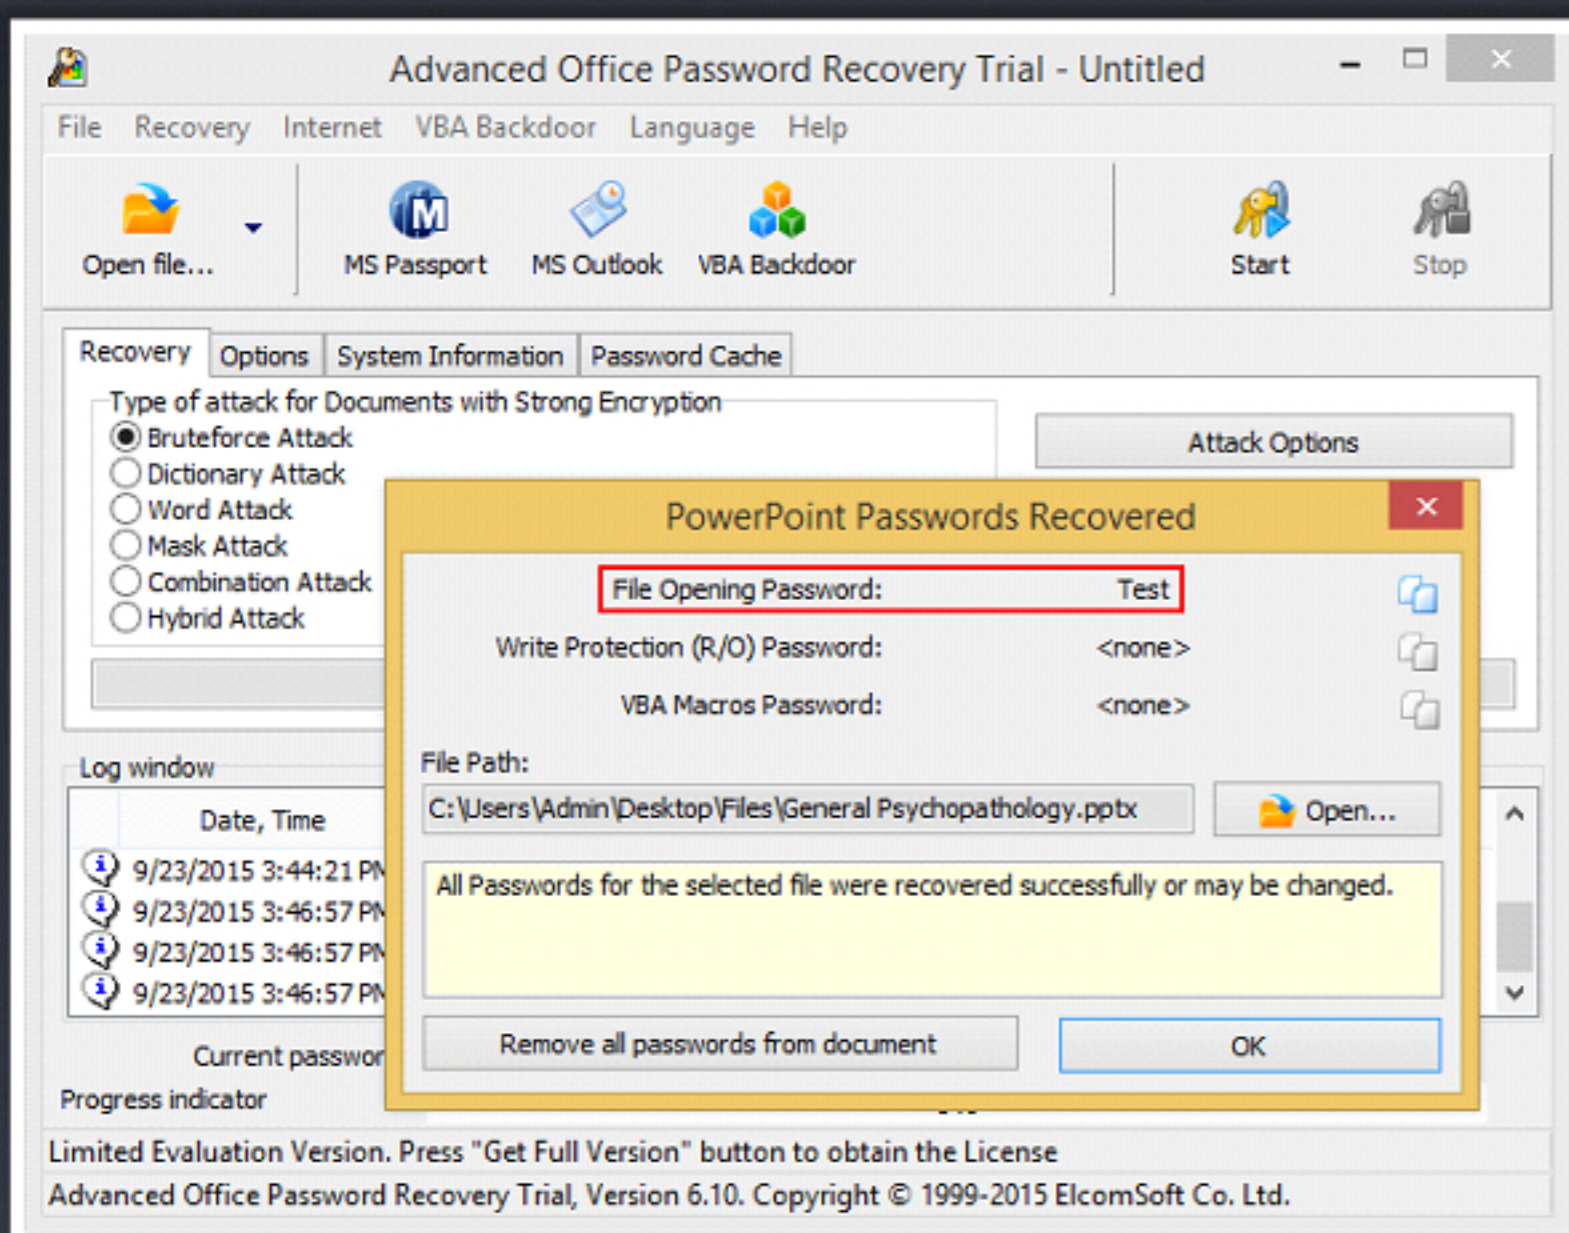 Advanced Office Password Recovery Trial - Untitled
File Recovery Internet VBA Backdoor Language Help
Open file... MS Passport MS Outlook VBA Backdoor Start Stop
Recovery Options System Information Password Cache
Type of attack for Documents with Strong Encryption
Bruteforce Attack
Attack Options
Dictionary Attack
Word Attack
Mask Attack
Combination Attack
Hybrid Attack
PowerPoint Passwords Recovered
File Opening Password: Test
Write Protection (R/O) Password: <none>
VBA Macros Password: <none>
File Path:
C:\Users\Admin\Desktop\Files\General Psychopathology.pptx Open...
All Passwords for the selected file were recovered successfully or may be changed.
Remove all passwords from document OK
Log window
Date, Time
9/23/2015 3:44:21 PM
9/23/2015 3:46:57 PM
9/23/2015 3:46:57 PM
9/23/2015 3:46:57 PM
Current
Progress indicator
Limited Evaluation Version. Press "Get Full Version" button to obtain the License
Advanced Office Password Recovery Trial, Version 6.10. Copyright © 1999-2015 ElcomSoft Co. Ltd.